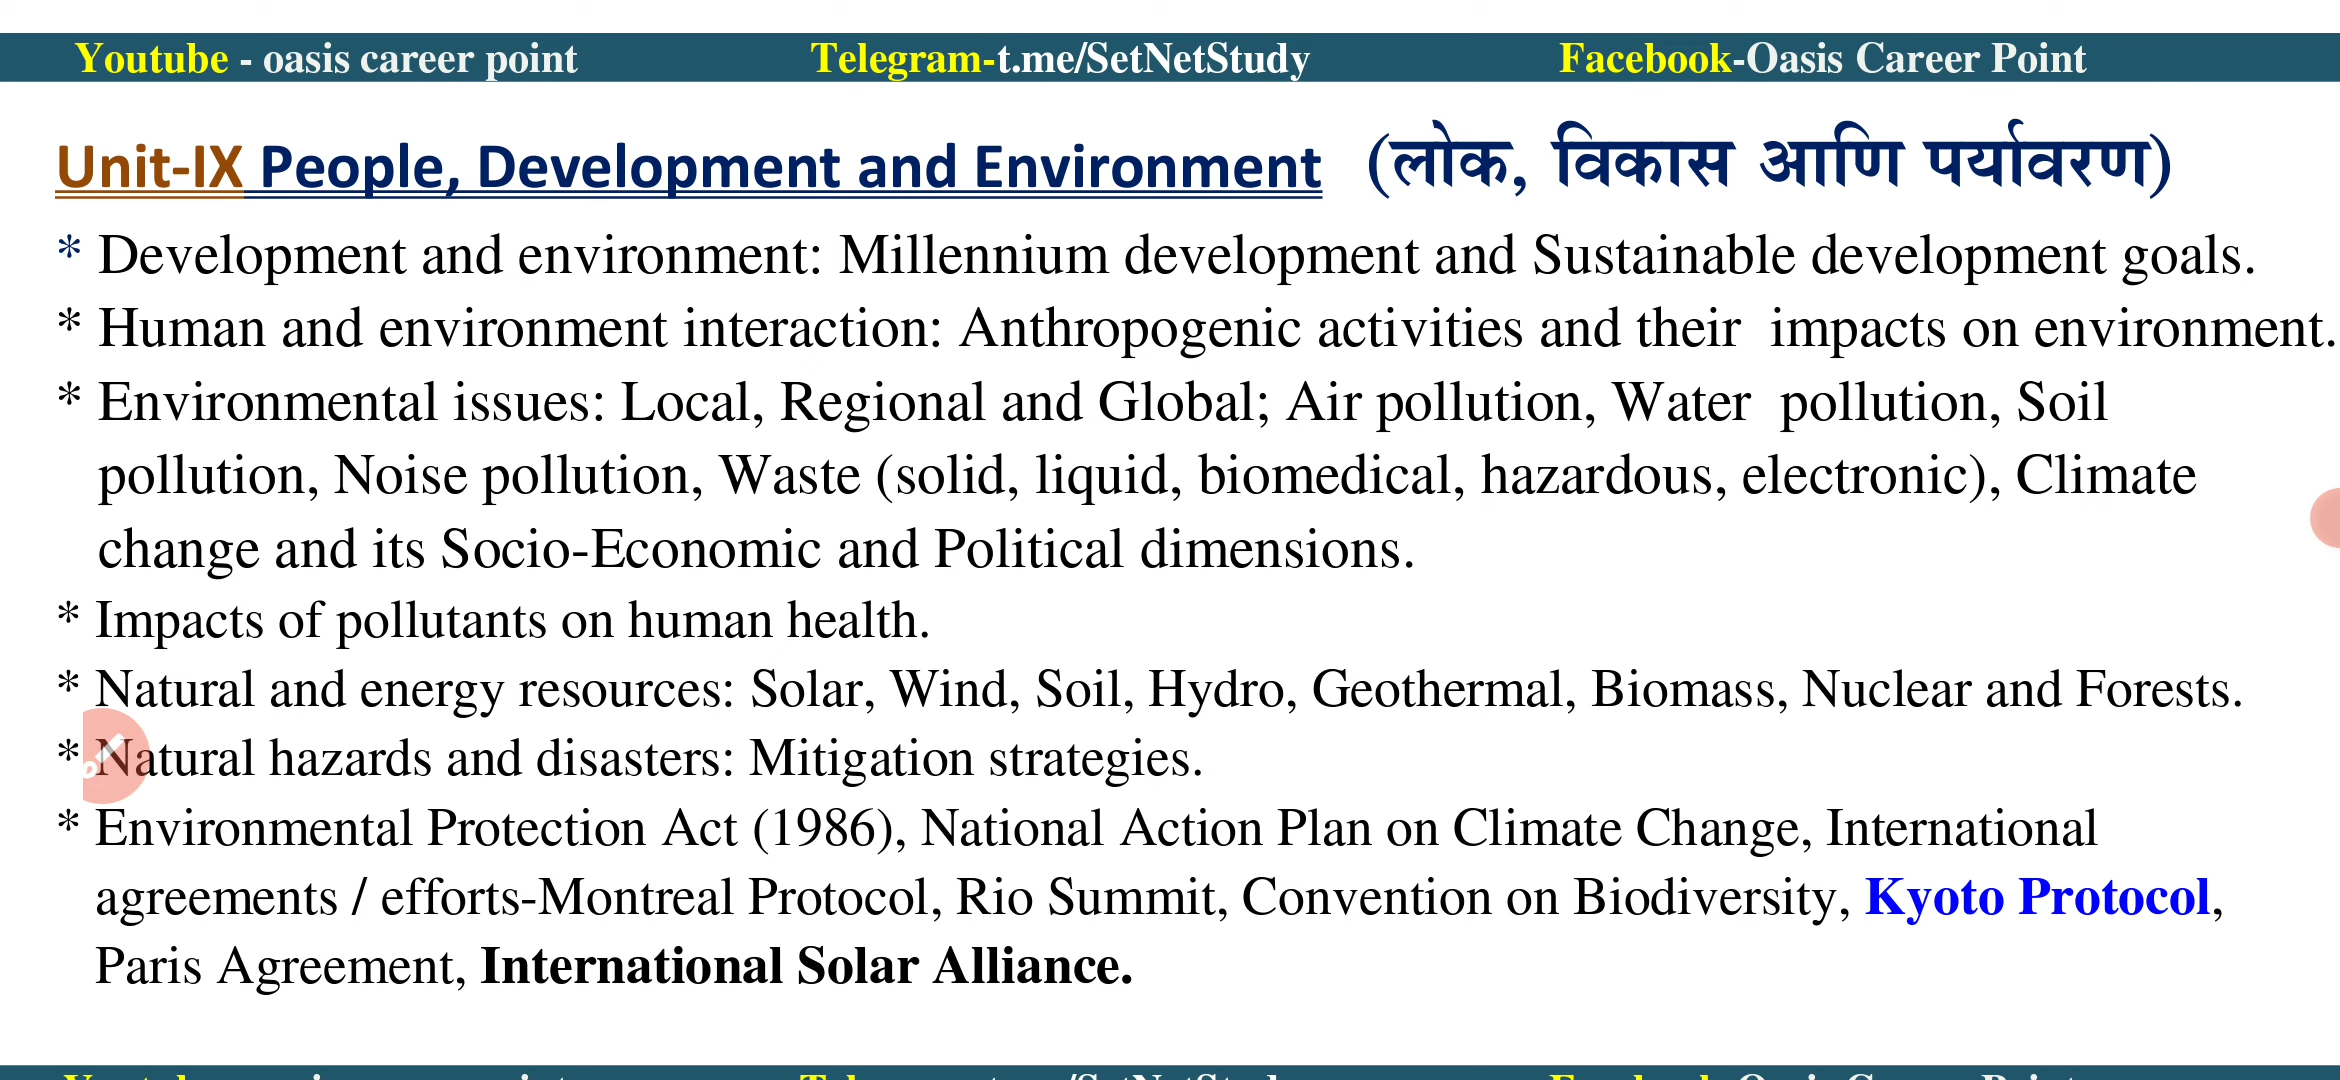 Youtube - oasis career point Telegram-t.me/SetNetStudy Facebook-Oasis Career Point
Unit-IX People, Development and Environment (लोक, विकास आणि पर्यावरण)
* Development and environment: Millennium development and Sustainable development goals.
* Human and environment interaction: Anthropogenic activities and their impacts on environment.
* Environmental issues: Local, Regional and Global; Air pollution, Water pollution, Soil
pollution, Noise pollution, Waste (solid, liquid, biomedical, hazardous, electronic), Climate
change and its Socio-Economic and Political dimensions.
* Impacts of pollutants on human health.
* Natural and energy resources: Solar, Wind, Soil, Hydro, Geothermal, Biomass, Nuclear and Forests.
* Natural hazards and disasters: Mitigation strategies.
* Environmental Protection Act (1986), National Action Plan on Climate Change, International
agreements / efforts-Montreal Protocol, Rio Summit, Convention on Biodiversity, Kyoto Protocol,
Paris Agreement, International Solar Alliance.